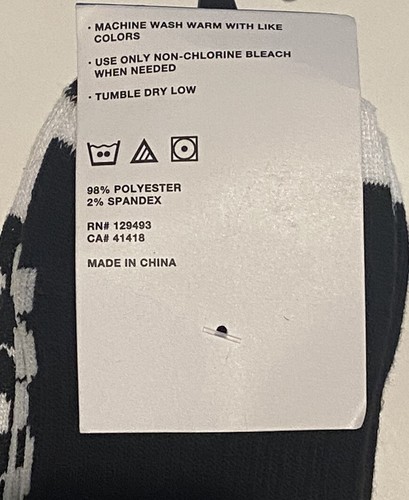 · MACHINE WASH WARM WITH LIKE
COLORS
· USE ONLY NON-CHLORINE BLEACH
WHEN NEEDED
· TUMBLE DRY LOW
98% POLYESTER
2% SPANDEX
RN# 129493
CA# 41418
MADE IN CHINA